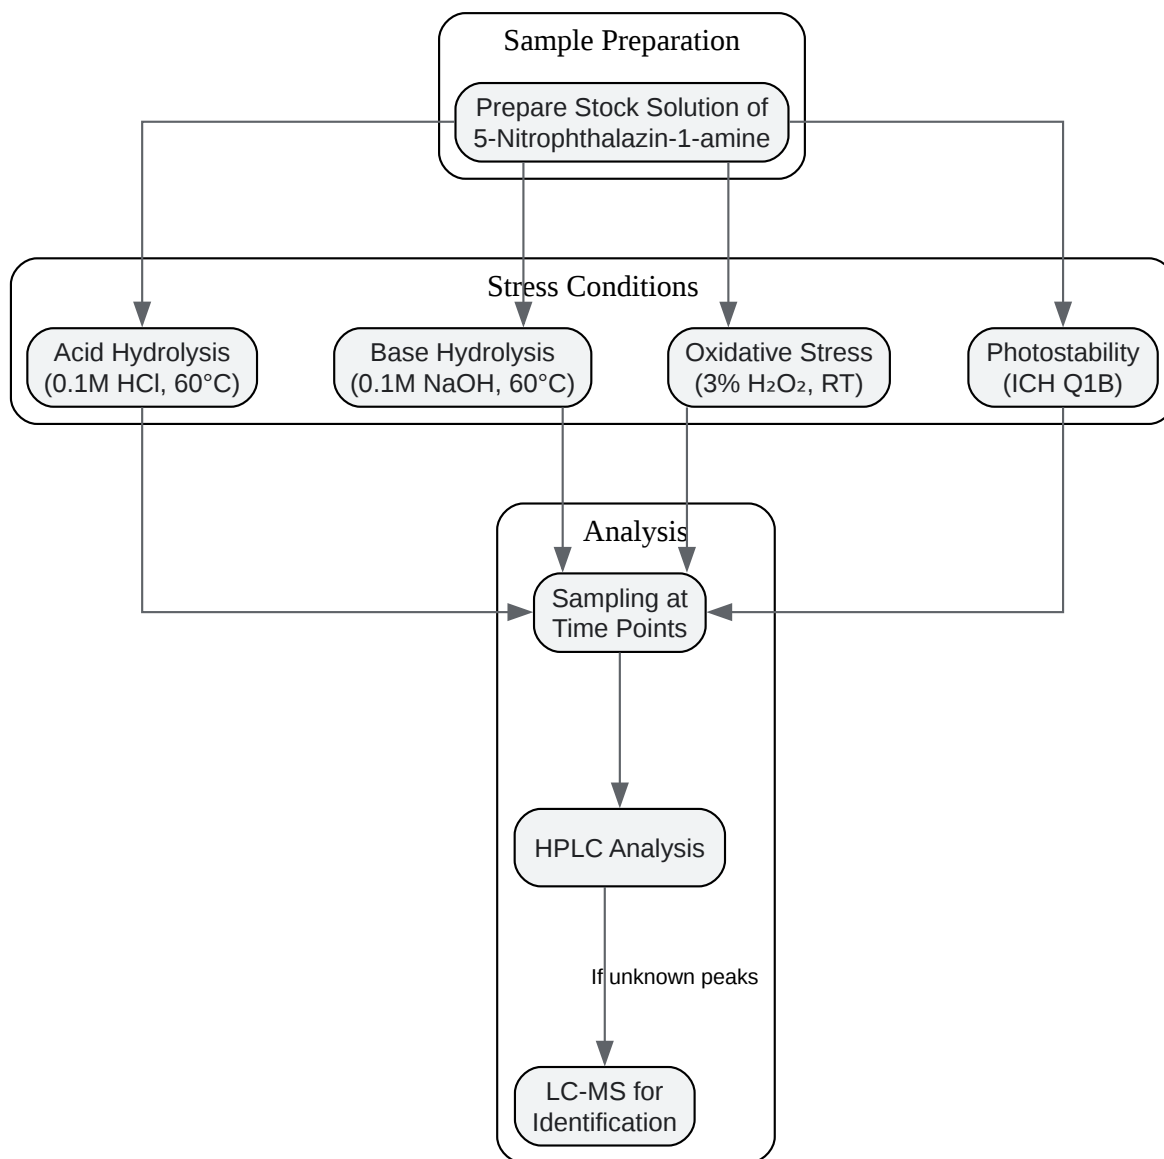 Sample Preparation
Prepare Stock Solution of
5-Nitrophthalazin-1-amine
Stress Conditions
Acid Hydrolysis
(0.1M HCl, 60°C)
Base Hydrolysis
(0.1M NaOH, 60°C)
Oxidative Stress
(3% H₂O₂, RT)
Photostability
(ICH Q1B)
Analysis
Sampling at
Time Points
HPLC Analysis
If unknown peaks
LC-MS for
Identification